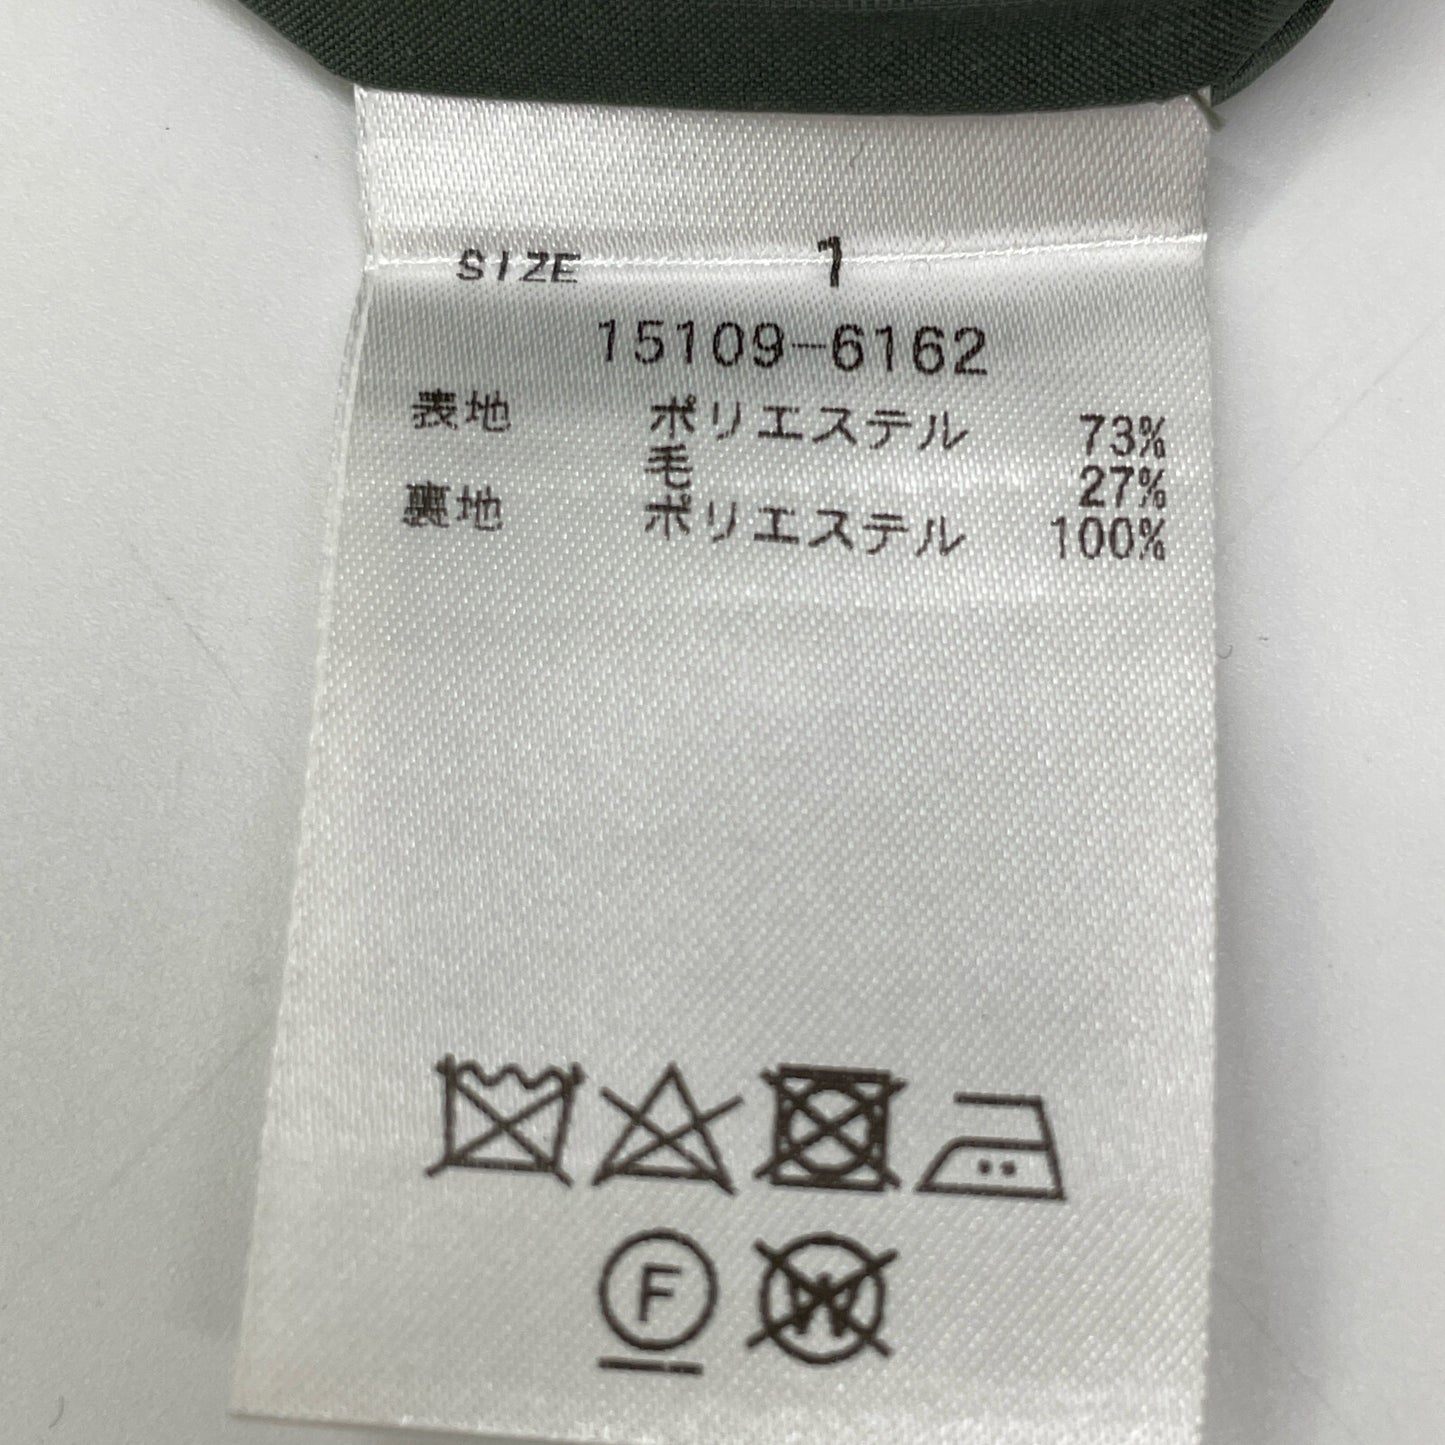 SIZE 1
15109-6162
表地 ポリエステル 73%
毛 27%
裏地 ポリエステル 100%
F W